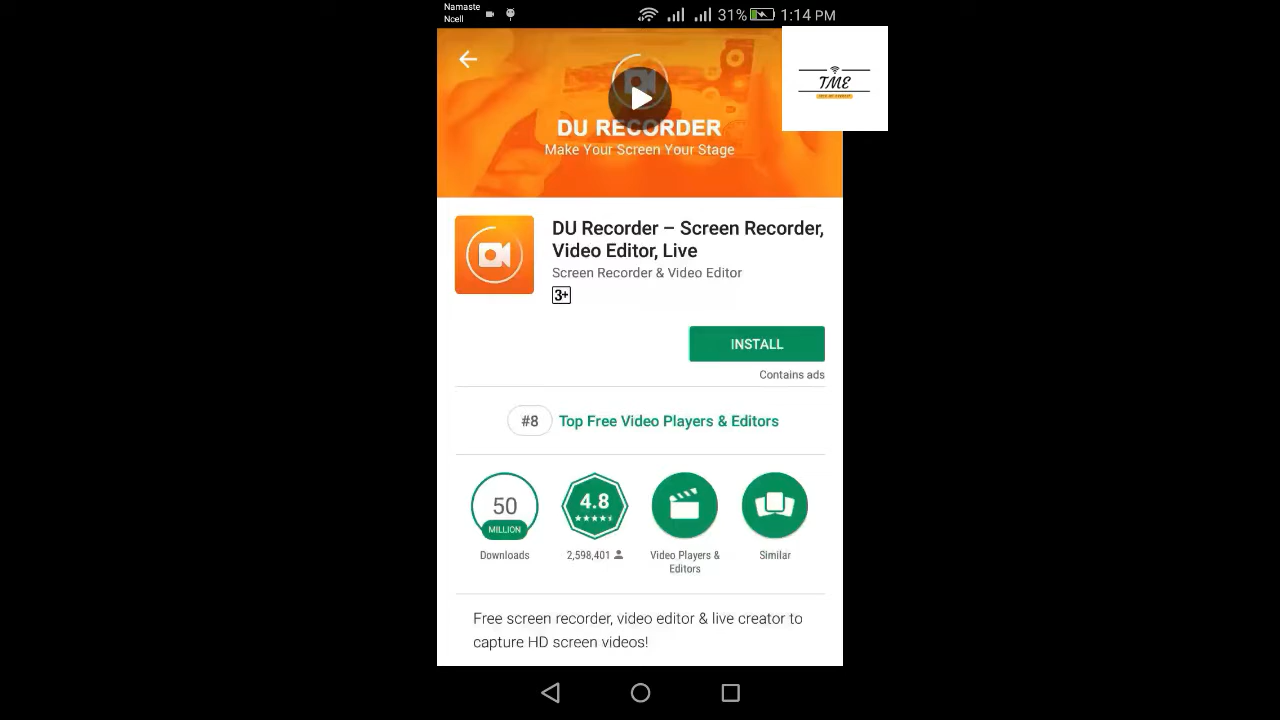 Namaste
Ncell
31%
1:14 PM
TME
DU RECORDER
Make Your Screen Your Stage
DU Recorder – Screen Recorder,
Video Editor, Live
Screen Recorder & Video Editor
3+
INSTALL
Contains ads
#8
Top Free Video Players & Editors
50
MILLION
Downloads
4.8
2,598,401
Video Players &
Editors
Similar
Free screen recorder, video editor & live creator to
capture HD screen videos!